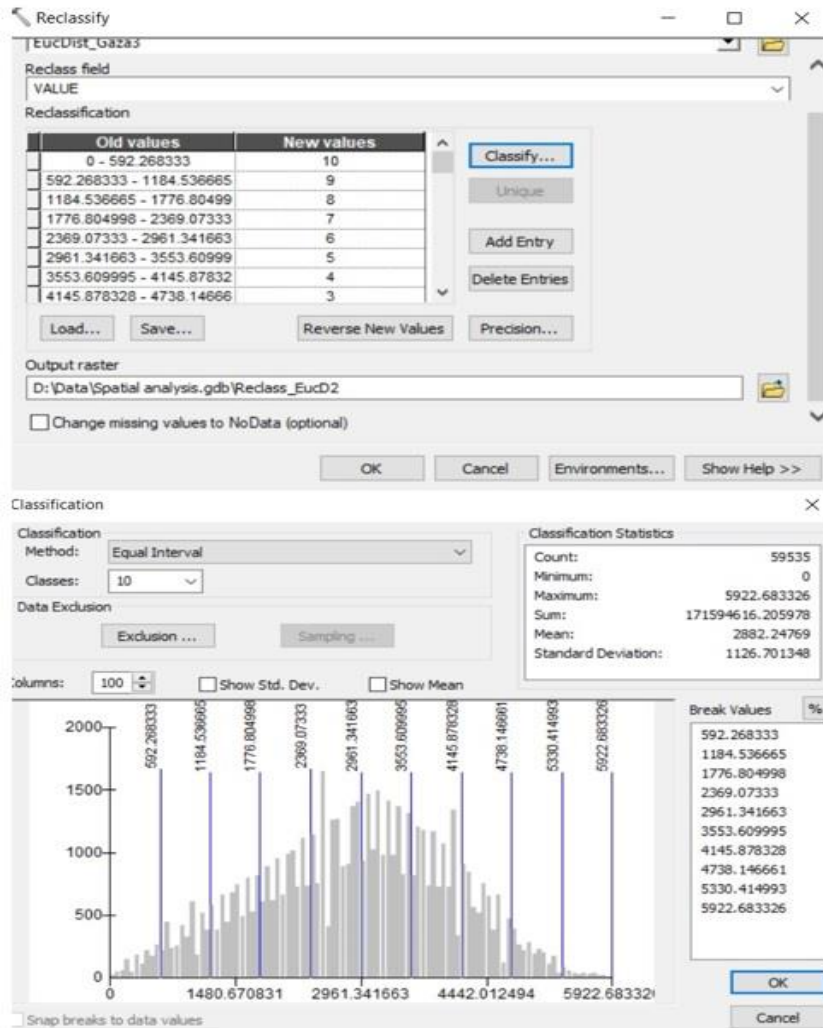 Reclassify
EucDist_Gaza3
Reclass field
VALUE
Reclassification
Old values New values
0 - 592.268333 10
592.268333 - 1184.536665 9
1184.536665 - 1776.80499 8
1776.804998 - 2369.07333 7
2369.07333 - 2961.341663 6
2961.341663 - 3553.60999 5
3553.609995 - 4145.87832 4
4145.878328 - 4738.14666 3
Classify...
Unique
Add Entry
Delete Entries
Load... Save... Reverse New Values Precision...
Output raster
D:\Data\Spatial analysis.gdb\Reclass_EucD2
Change missing values to NoData (optional)
OK Cancel Environments... Show Help >>
Classification
Classification
Method: Equal Interval
Classes: 10
Data Exclusion
Exclusion ... Sampling ...
Classification Statistics
Count: 59535
Minimum: 0
Maximum: 5922.683326
Sum: 171594616.205978
Mean: 2882.24769
Standard Deviation: 1126.701348
olumns: 100 Show Std. Dev. Show Mean
592.268333
1184.536665
1776.804998
2369.07333
2961.341663
3553.609995
4145.878328
4738.146661
5330.414993
5922.683326
2000
1500
1000
500
0
0 1480.670831 2961.341663 4442.012494 5922.683326
Break Values %
592.268333
1184.536665
1776.804998
2369.07333
2961.341663
3553.609995
4145.878328
4738.146661
5330.414993
5922.683326
OK
Cancel
Snap breaks to data values